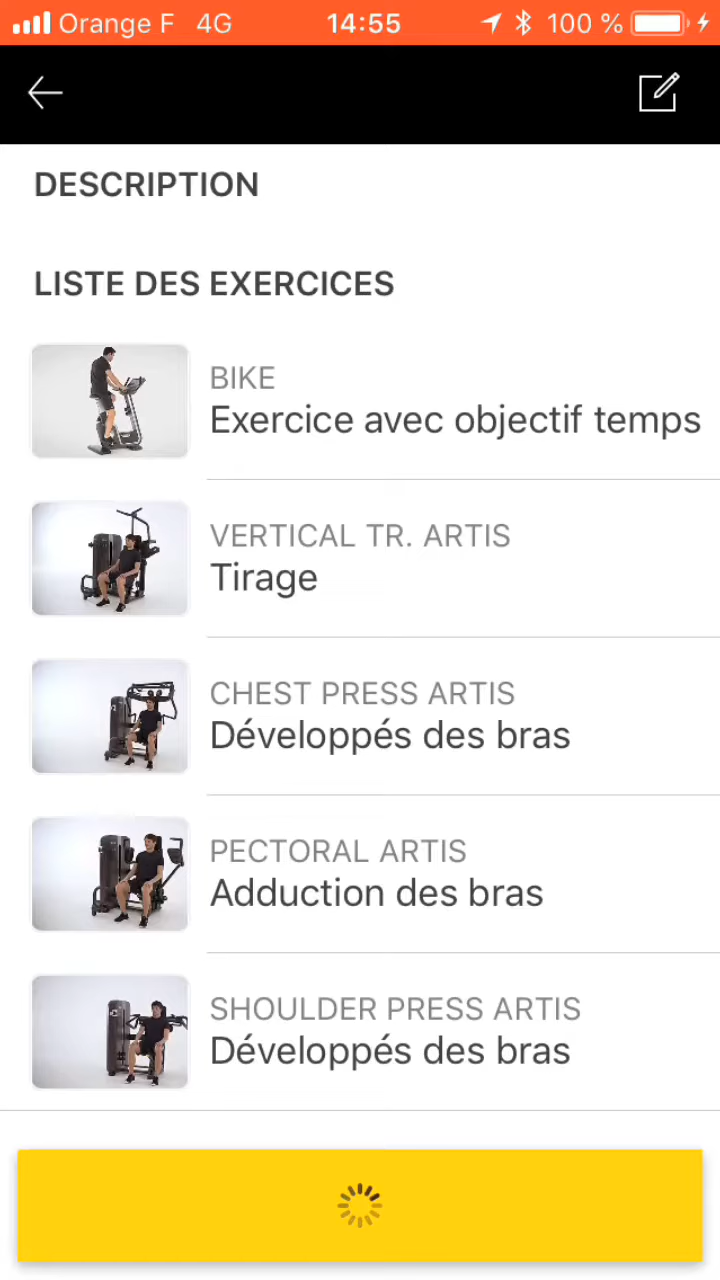 Orange F 4G 14:55 100 %
DESCRIPTION
LISTE DES EXERCICES
BIKE
Exercice avec objectif temps
VERTICAL TR. ARTIS
Tirage
CHEST PRESS ARTIS
Développés des bras
PECTORAL ARTIS
Adduction des bras
SHOULDER PRESS ARTIS
Développés des bras